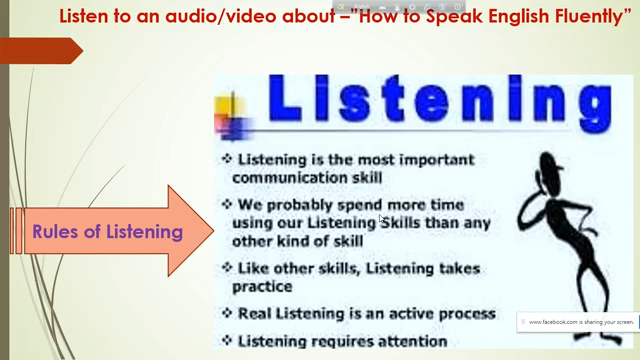 Listen to an audio/video about –"How to Speak English Fluently"
Listening
Rules of Listening
❖ Listening is the most important
communication skill
❖ We probably spend more time
using our Listening Skills than any
other kind of skill
❖ Like other skills, Listening takes
practice
❖ Real Listening is an active process
❖ Listening requires attention
www.facebook.com is sharing your screen.